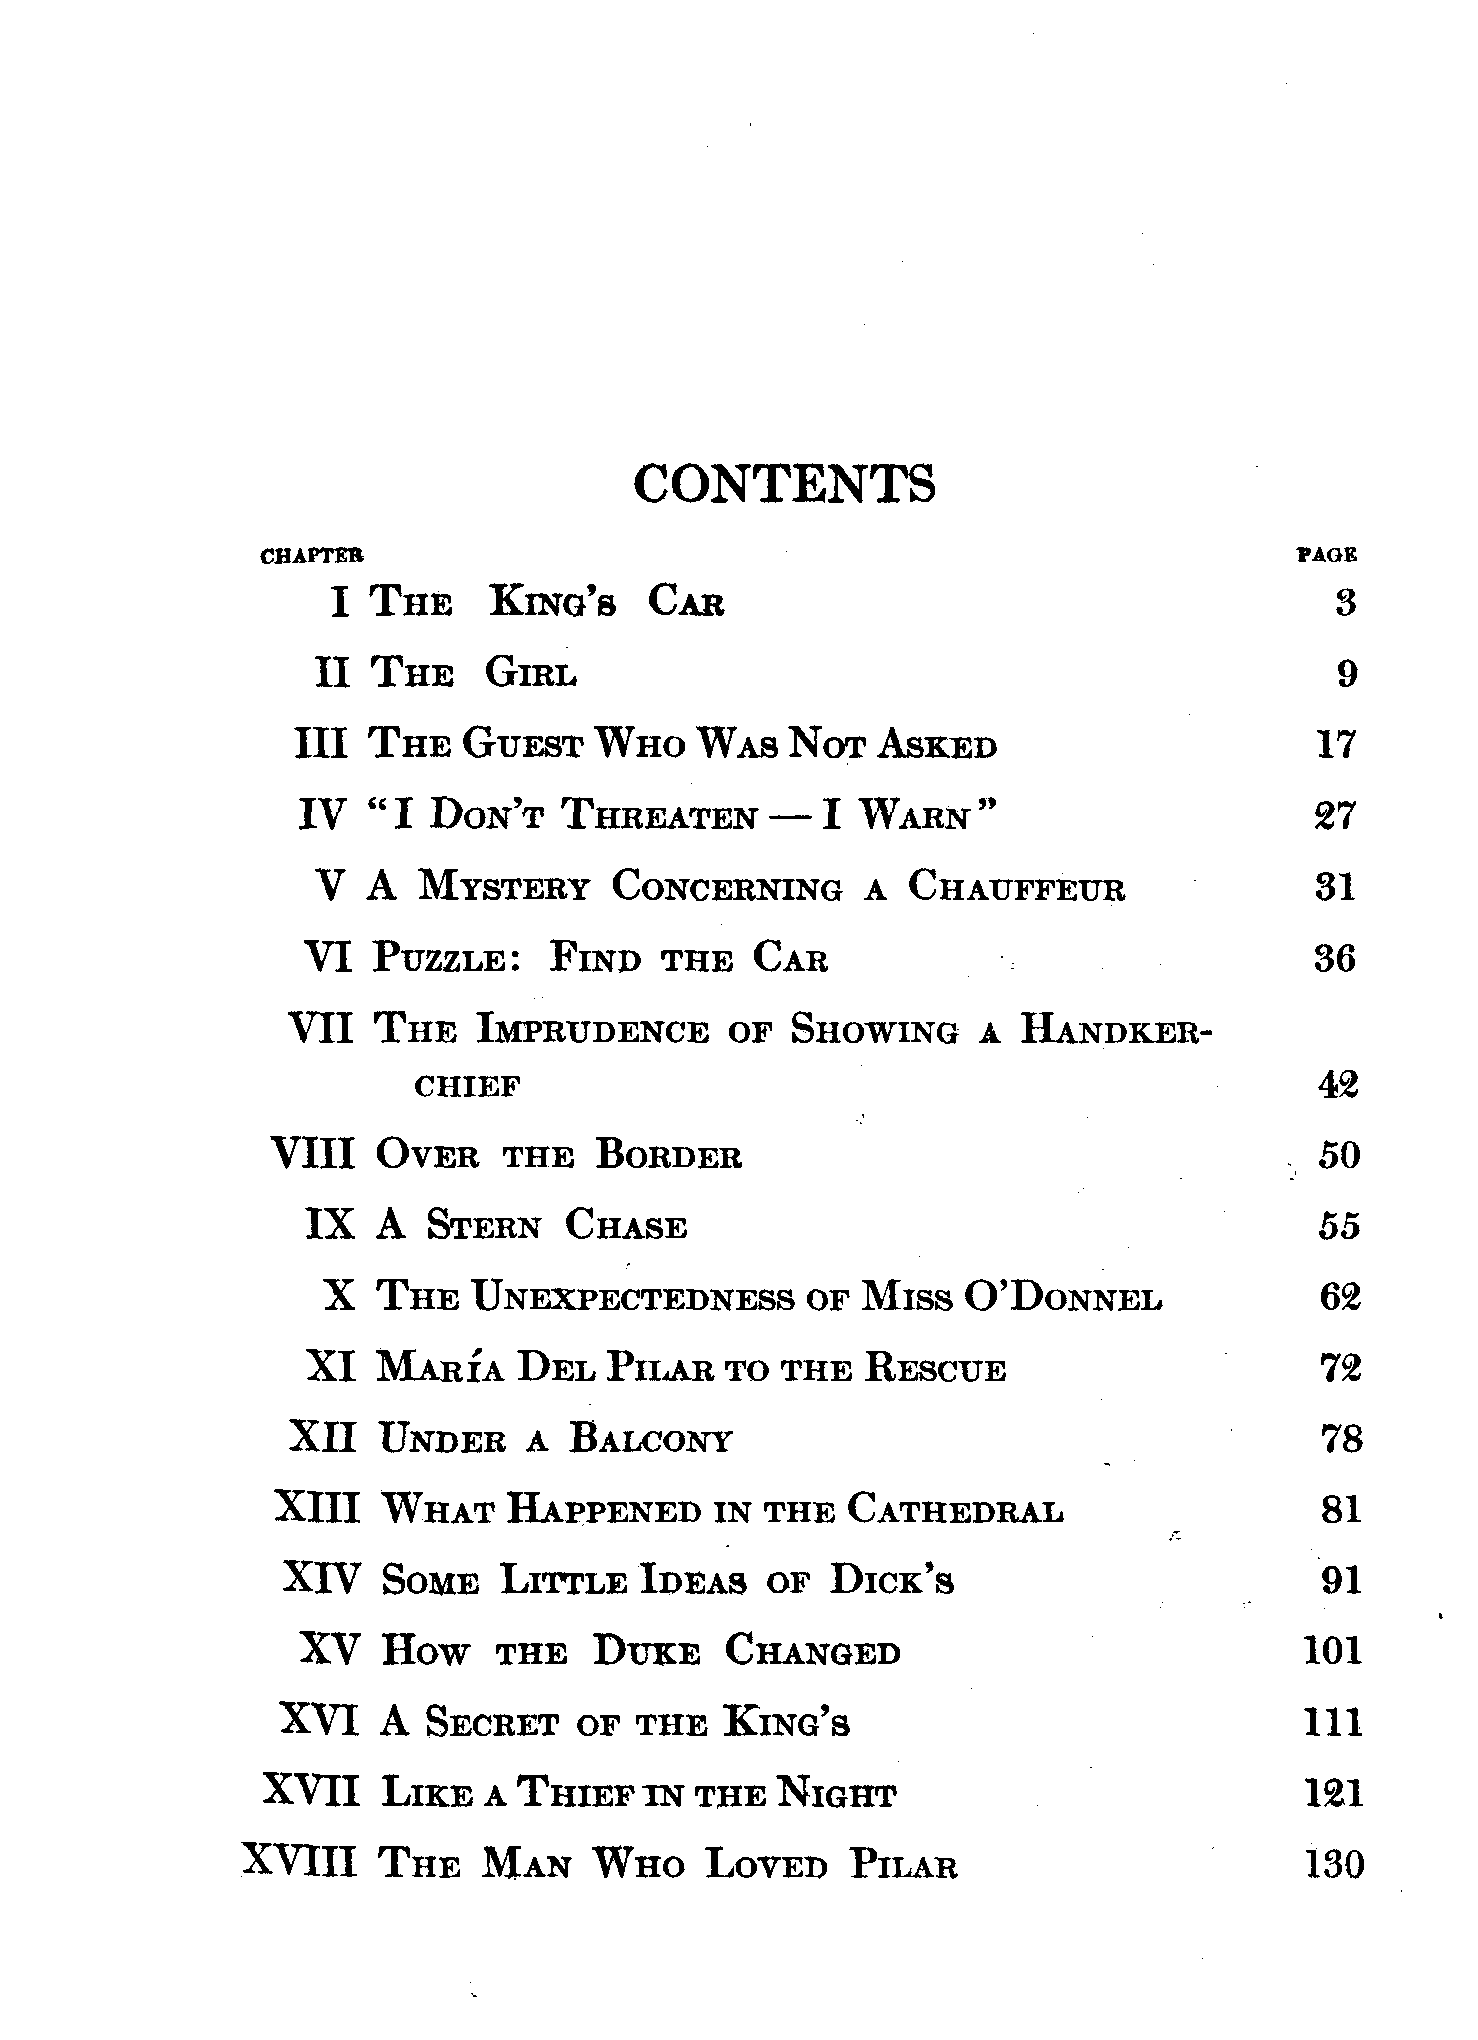 CONTENTS
CHAPTER PAGE
I THE KING'S CAR 3
II THE GIRL 9
III THE GUEST WHO WAS NOT ASKED 17
IV "I DON'T THREATEN — I WARN" 27
V A MYSTERY CONCERNING A CHAUFFEUR 31
VI PUZZLE: FIND THE CAR 36
VII THE IMPRUDENCE OF SHOWING A HANDKER-
CHIEF 42
VIII OVER THE BORDER 50
IX A STERN CHASE 55
X THE UNEXPECTEDNESS OF MISS O'DONNEL 62
XI MARÍA DEL PILAR TO THE RESCUE 72
XII UNDER A BALCONY 78
XIII WHAT HAPPENED IN THE CATHEDRAL 81
XIV SOME LITTLE IDEAS OF DICK'S 91
XV HOW THE DUKE CHANGED 101
XVI A SECRET OF THE KING'S 111
XVII LIKE A THIEF IN THE NIGHT 121
XVIII THE MAN WHO LOVED PILAR 130